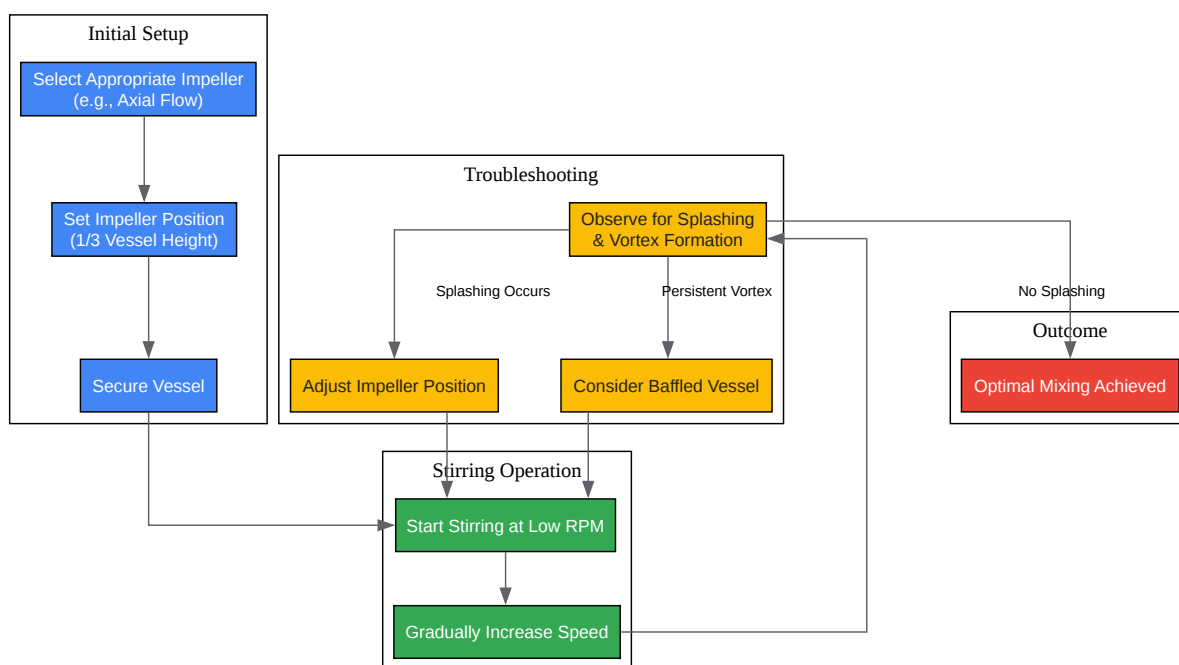 Initial Setup
Select Appropriate Impeller
(e.g., Axial Flow)
Set Impeller Position
(1/3 Vessel Height)
Secure Vessel
Troubleshooting
Observe for Splashing
& Vortex Formation
Splashing Occurs
Persistent Vortex
Adjust Impeller Position
Consider Baffled Vessel
No Splashing
Outcome
Optimal Mixing Achieved
Stirring Operation
Start Stirring at Low RPM
Gradually Increase Speed